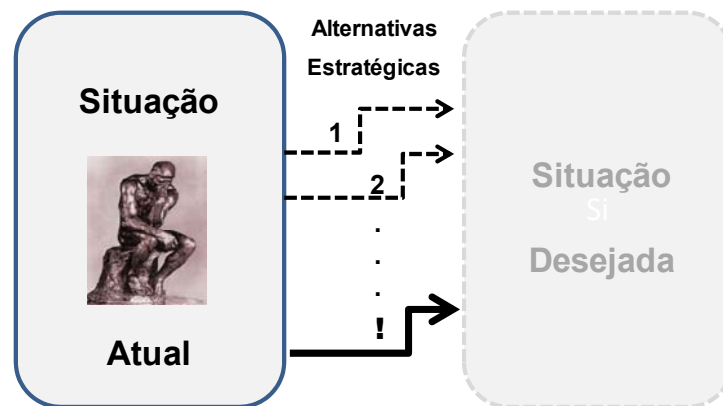 Alternativas
Estratégicas
Situação
Atual
1
2
.
.
.
!
Situação
Si
Desejada